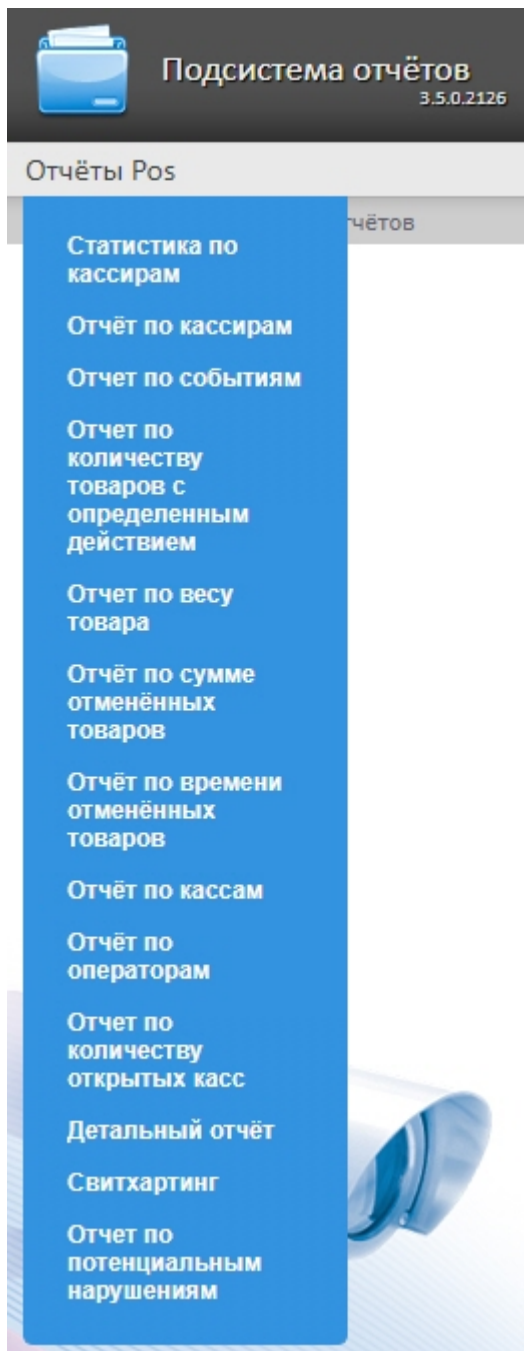 Подсистема отчётов
3.5.0.2126
Отчёты Pos
Статистика по
кассирам
Отчёт по кассирам
Отчет по событиям
Отчет по
количеству
товаров с
определенным
действием
Отчет по весу
товара
Отчёт по сумме
отменённых
товаров
Отчёт по времени
отменённых
товаров
Отчёт по кассам
Отчёт по
операторам
Отчет по
количеству
открытых касс
Детальный отчёт
Свитхартинг
Отчет по
потенциальным
нарушениям